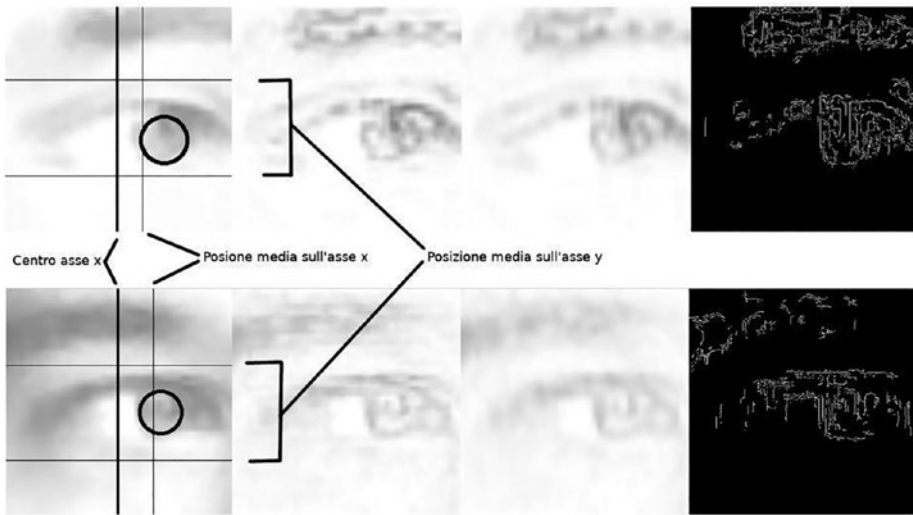 Centro asse x
Posione media sull'asse x
Posizione media sull'asse y